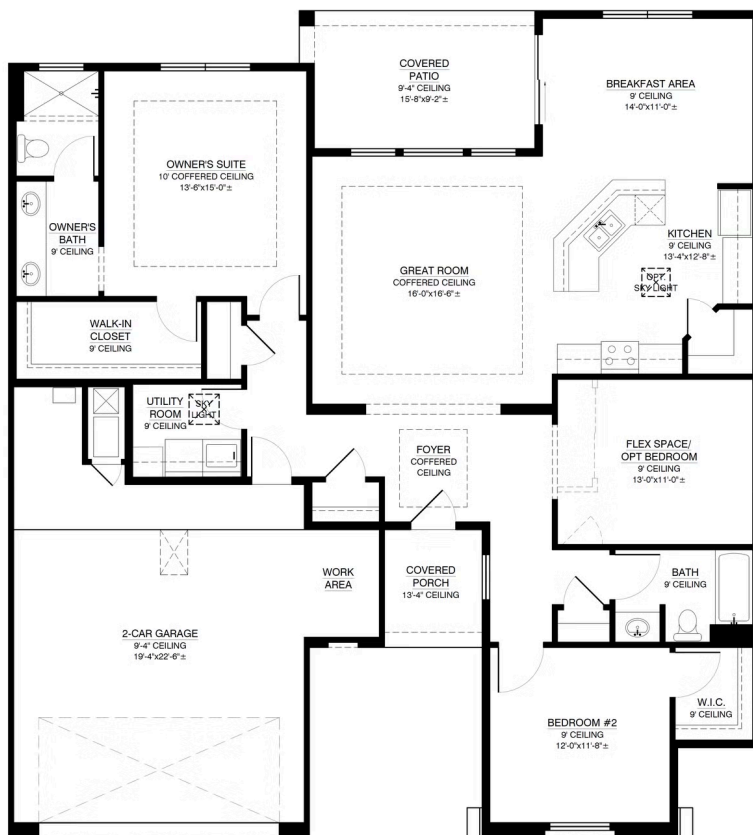 COVERED
PATIO
9'-4" CEILING
15'-8"x9'-2"±
BREAKFAST AREA
9' CEILING
14'-0"x11'-0"±
OWNER'S SUITE
10' COFFERED CEILING
13'-6"x15'-0"±
OWNER'S
BATH
9' CEILING
KITCHEN
9' CEILING
13'-4"x12'-8"±
OPT.
SKY LIGHT
GREAT ROOM
COFFERED CEILING
16'-0"x16'-6"±
WALK-IN
CLOSET
9' CEILING
UTILITY
ROOM
9' CEILING
SKY
LIGHT
FOYER
COFFERED
CEILING
FLEX SPACE/
OPT BEDROOM
9' CEILING
13'-0"x11'-0"±
WORK
AREA
COVERED
PORCH
13'-4" CEILING
BATH
9' CEILING
2-CAR GARAGE
9'-4" CEILING
19'-4"x22'-6"±
BEDROOM #2
9' CEILING
12'-0"x11'-8"±
W.I.C.
9' CEILING